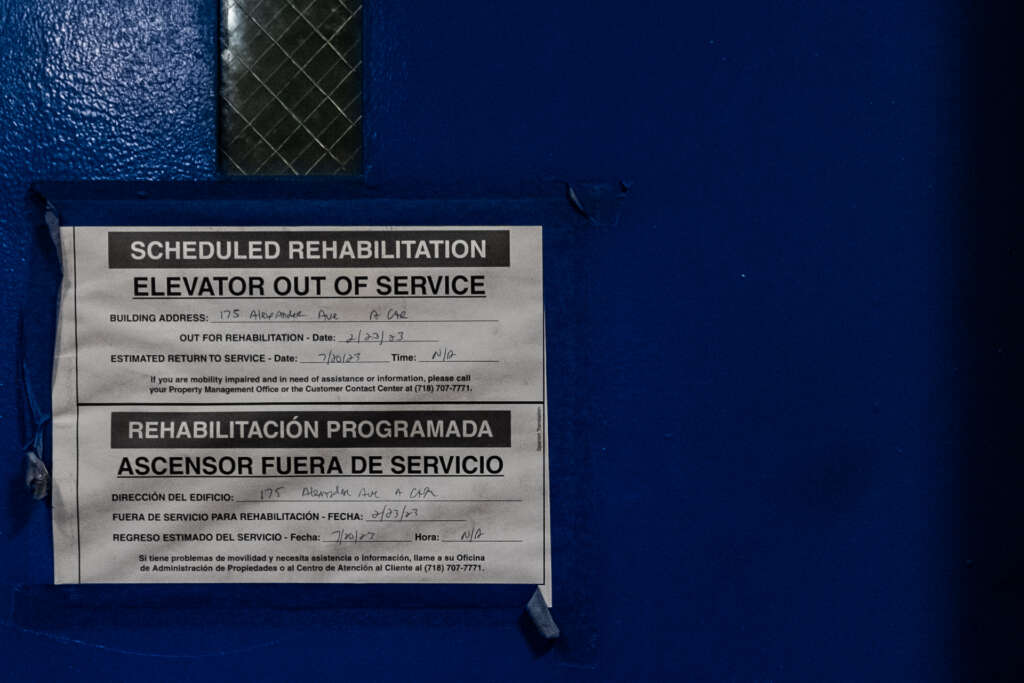 SCHEDULED REHABILITATION
ELEVATOR OUT OF SERVICE
BUILDING ADDRESS: 175 Alexander Ave A CAR
OUT FOR REHABILITATION - Date: 2/23/23
ESTIMATED RETURN TO SERVICE - Date: 7/20/23 Time: N/A
If you are mobility impaired and in need of assistance or information, please call
your Property Management Office or the Customer Contact Center at (718) 707-7771.
REHABILITACIÓN PROGRAMADA
ASCENSOR FUERA DE SERVICIO
DIRECCIÓN DEL EDIFICIO: 175 Alexander Ave A CAR
FUERA DE SERVICIO PARA REHABILITACIÓN - FECHA: 2/23/23
REGRESO ESTIMADO DEL SERVICIO - Fecha: 7/20/23 Hora: N/A
Si tiene problemas de movilidad y necesita asistencia o información, llame a su Oficina
de Administración de Propiedades o al Centro de Atención al Cliente al (718) 707-7771.
Spanish Translation